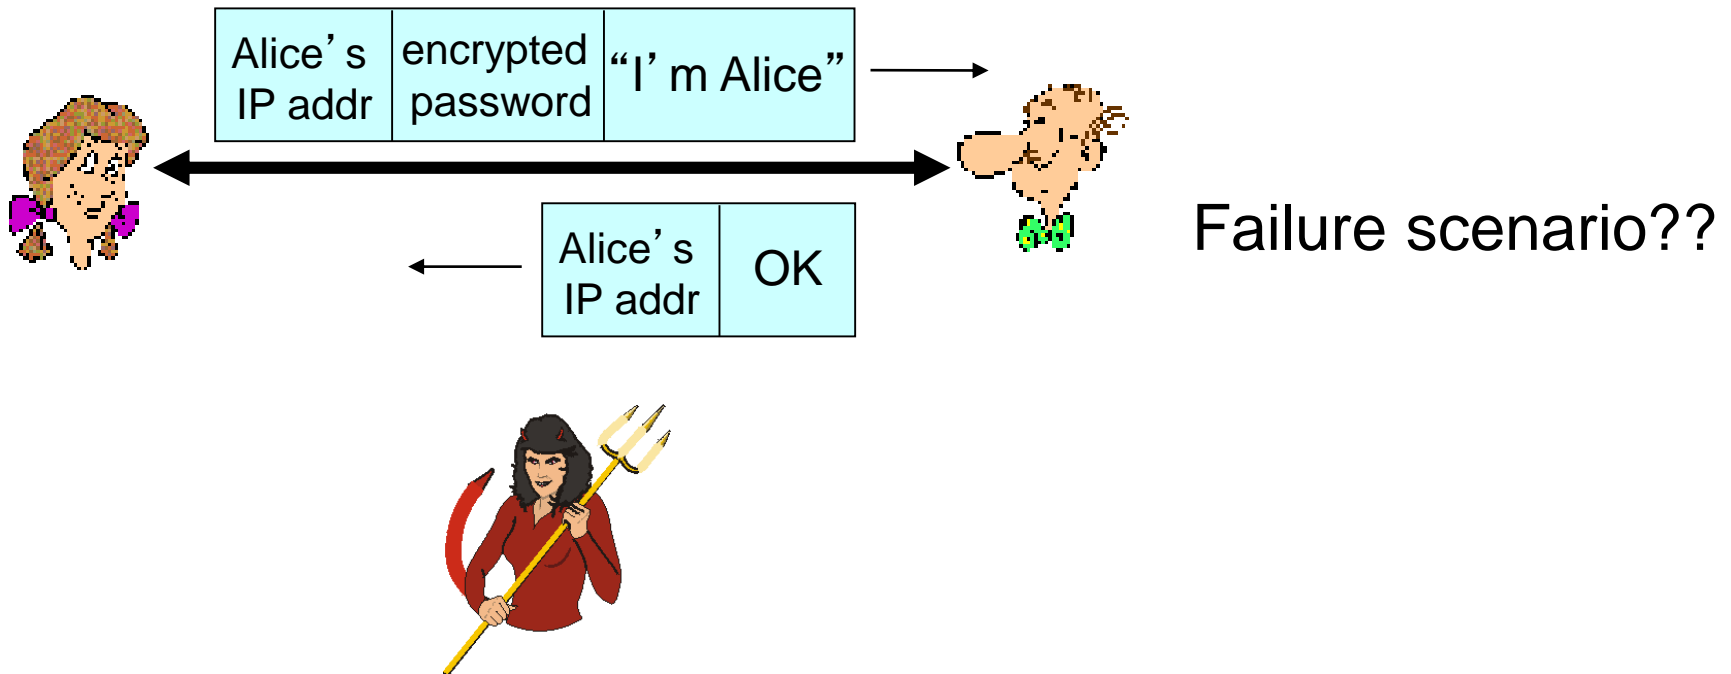 Alice’s
IP addr
encrypted
password
“I’m Alice”
Alice’s
IP addr
OK
Failure scenario??